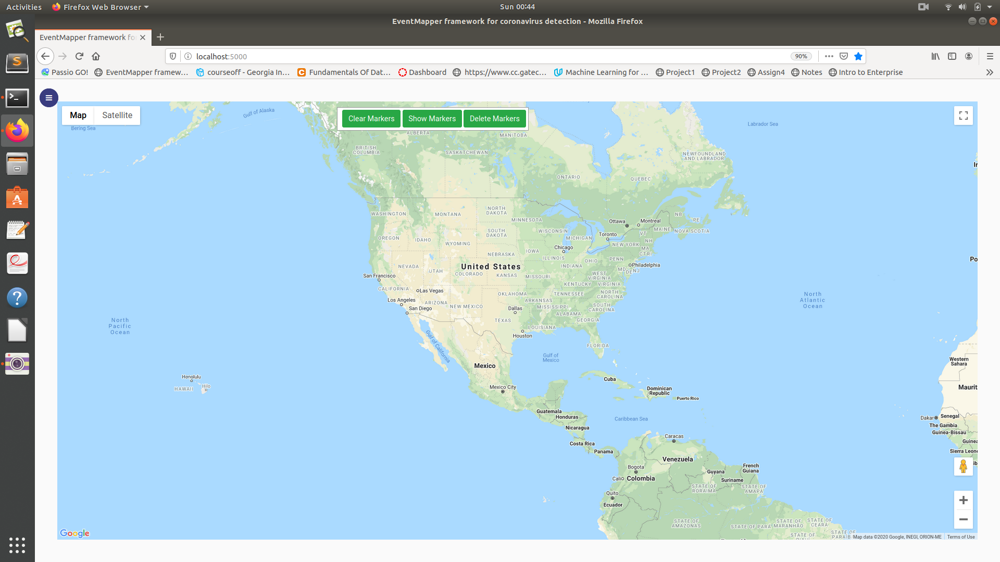 Activities
Firefox Web Browser
Sun 00:44
EventMapper framework for coronavirus detection - Mozilla Firefox
EventMapper framework fo
localhost:5000
90%
Passio GO!
EventMapper framew…
courseoff - Georgia In…
Fundamentals Of Dat…
Dashboard
https://www.cc.gatec…
Machine Learning for …
Project1
Project2
Assign4
Notes
Intro to Enterprise
Map
Satellite
Clear Markers
Show Markers
Delete Markers
Gulf of Alaska
Bering Sea
Labrador Sea
ALBERTA
MANITOBA
BRITISH
COLUMBIA
SASKATCHEWAN
NEWFOUNDLAND
AND LABRADOR
Ir
ONTARIO
QUEBEC
WASHINGTON
MONTANA
NORTH
DAKOTA
MINNESOTA
NB
PE
Ottawa
Montreal
MAINE
NOVA SCOTIA
OREGON
IDAHO
WYOMING
SOUTH
DAKOTA
WISCONSIN
MICHIGAN
Toronto
VT
NH
NEW YORK
MA
CT
RI
Chicago
NEBRASKA
IOWA
ILLINOIS
INDIANA
OHIO
PENN
Po
NEVADA
UTAH
United States
COLORADO
KANSAS
MISSOURI
WEST
VIRGINIA
MD
DE
NJ
Philadelphia
San Francisco
CALIFORNIA
Las Vegas
KENTUCKY
VIRGINIA
Los Angeles
ARIZONA
NEW MEXICO
OKLAHOMA
ARKANSAS
TENNESSEE
NORTH
CAROLINA
San Diego
Dallas
MISSISSIPPI
ALABAMA
SOUTH
CAROLINA
North
Atlantic
Ocean
TEXAS
LOUISIANA
GEORGIA
North
Pacific
Ocean
Houston
FLORIDA
Gulf of California
Gulf of
Mexico
Mexico
Western
Sahara
Honolulu
HAWAII
Hilo
Mexico City
Cuba
Dominican
Republic
Puerto Rico
Maurit
Guatemala
Honduras
Caribbean Sea
Nicaragua
Dakar
Senegal
The Gambia
Guinea-Bissau
Costa Rica
Panama
Caracas
Guinea
Sierra Leone
Venezuela
ib
Bogota
Guyana
French
Guiana
Cali
Colombia
Suriname
STATE OF
RORAIMA
STATE OF
AMAPÁ
Quito
Ecuador
STATE OF
AMAZONAS
STATE OF PARÁ
STATE OF
MARANHÃO
STATE OF
CEARÁ
STATE OF
PIAUÍ
STATE OF
PARAÍB
Google
Map data ©2020 Google, INEGI, ORION-ME
Terms of Use